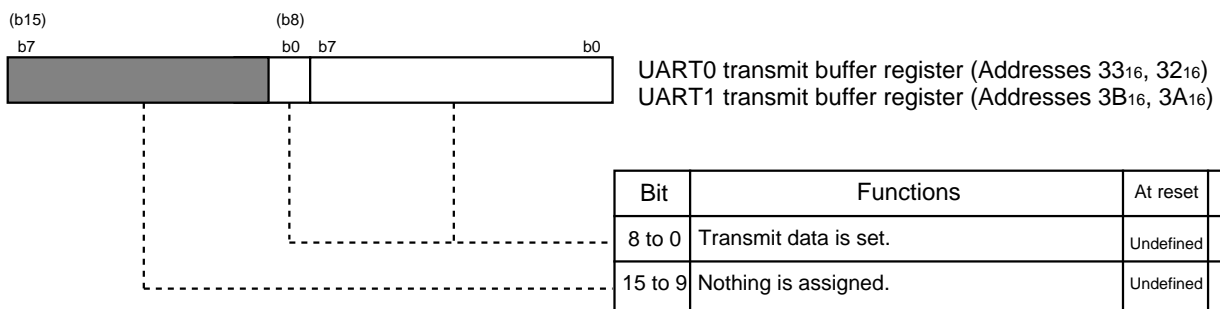 (b15) (b8)
b7 b0 b7 b0
UART0 transmit buffer register (Addresses 33₁₆, 32₁₆)
UART1 transmit buffer register (Addresses 3B₁₆, 3A₁₆)
Bit Functions At reset
8 to 0 Transmit data is set. Undefined
15 to 9 Nothing is assigned. Undefined